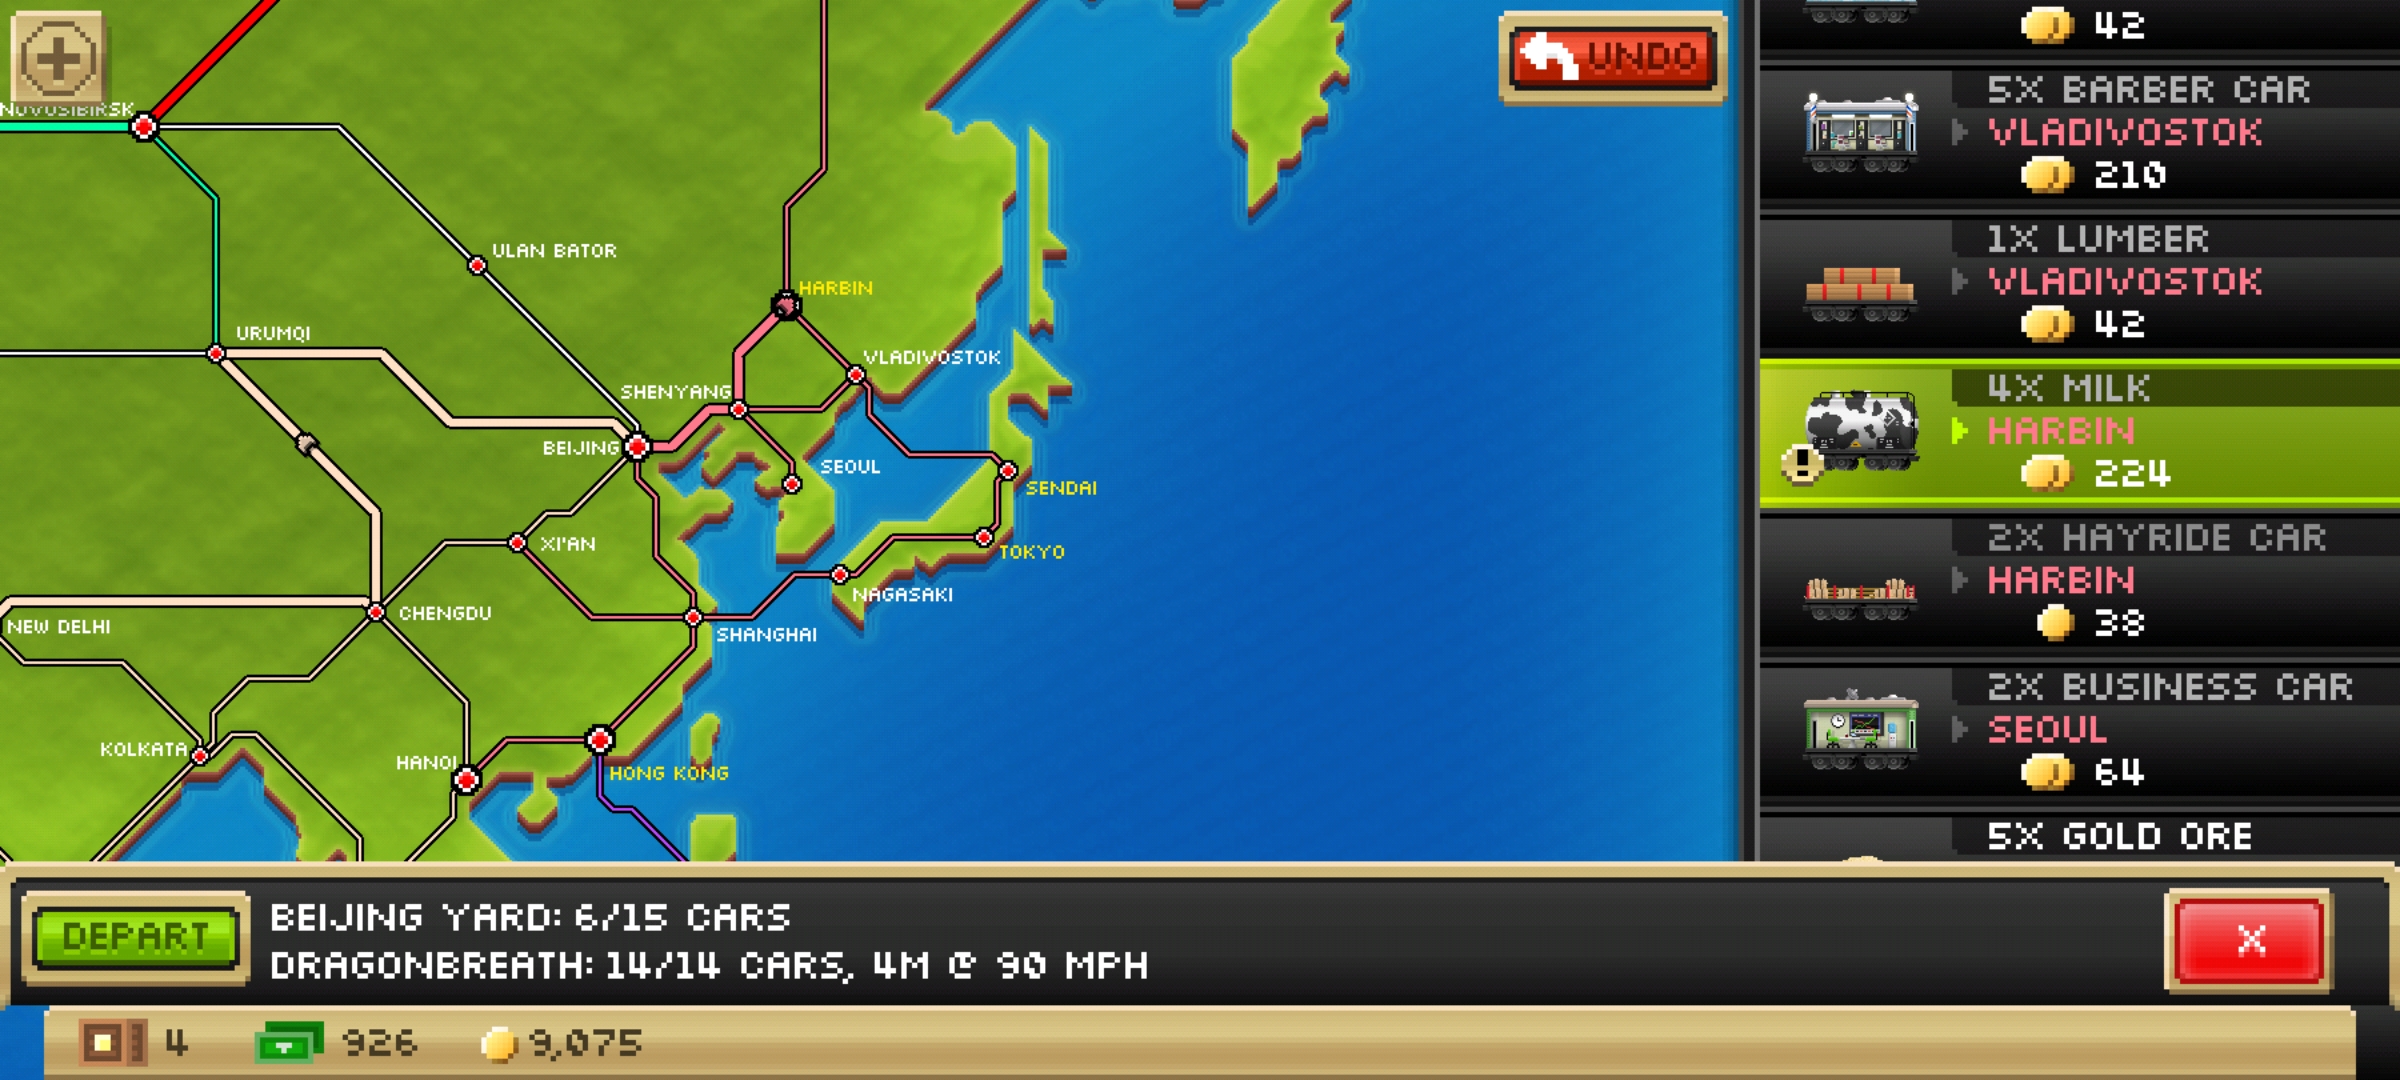 42
UNDO
5X BARBER CAR
VLADIVOSTOK
210
NOVOSIBIRSK
1X LUMBER
VLADIVOSTOK
42
ULAN BATOR
HARBIN
URUMQI
VLADIVOSTOK
SHENYANG
4X MILK
HARBIN
224
BEIJING
SEOUL
SENDAI
XI'AN
TOKYO
2X HAYRIDE CAR
HARBIN
38
NAGASAKI
CHENGDU
NEW DELHI
SHANGHAI
2X BUSINESS CAR
SEOUL
64
KOLKATA
HANOI
HONG KONG
5X GOLD ORE
DEPART
BEIJING YARD: 6/15 CARS
DRAGONBREATH: 14/14 CARS, 4M @ 90 MPH
X
4
926
9,075